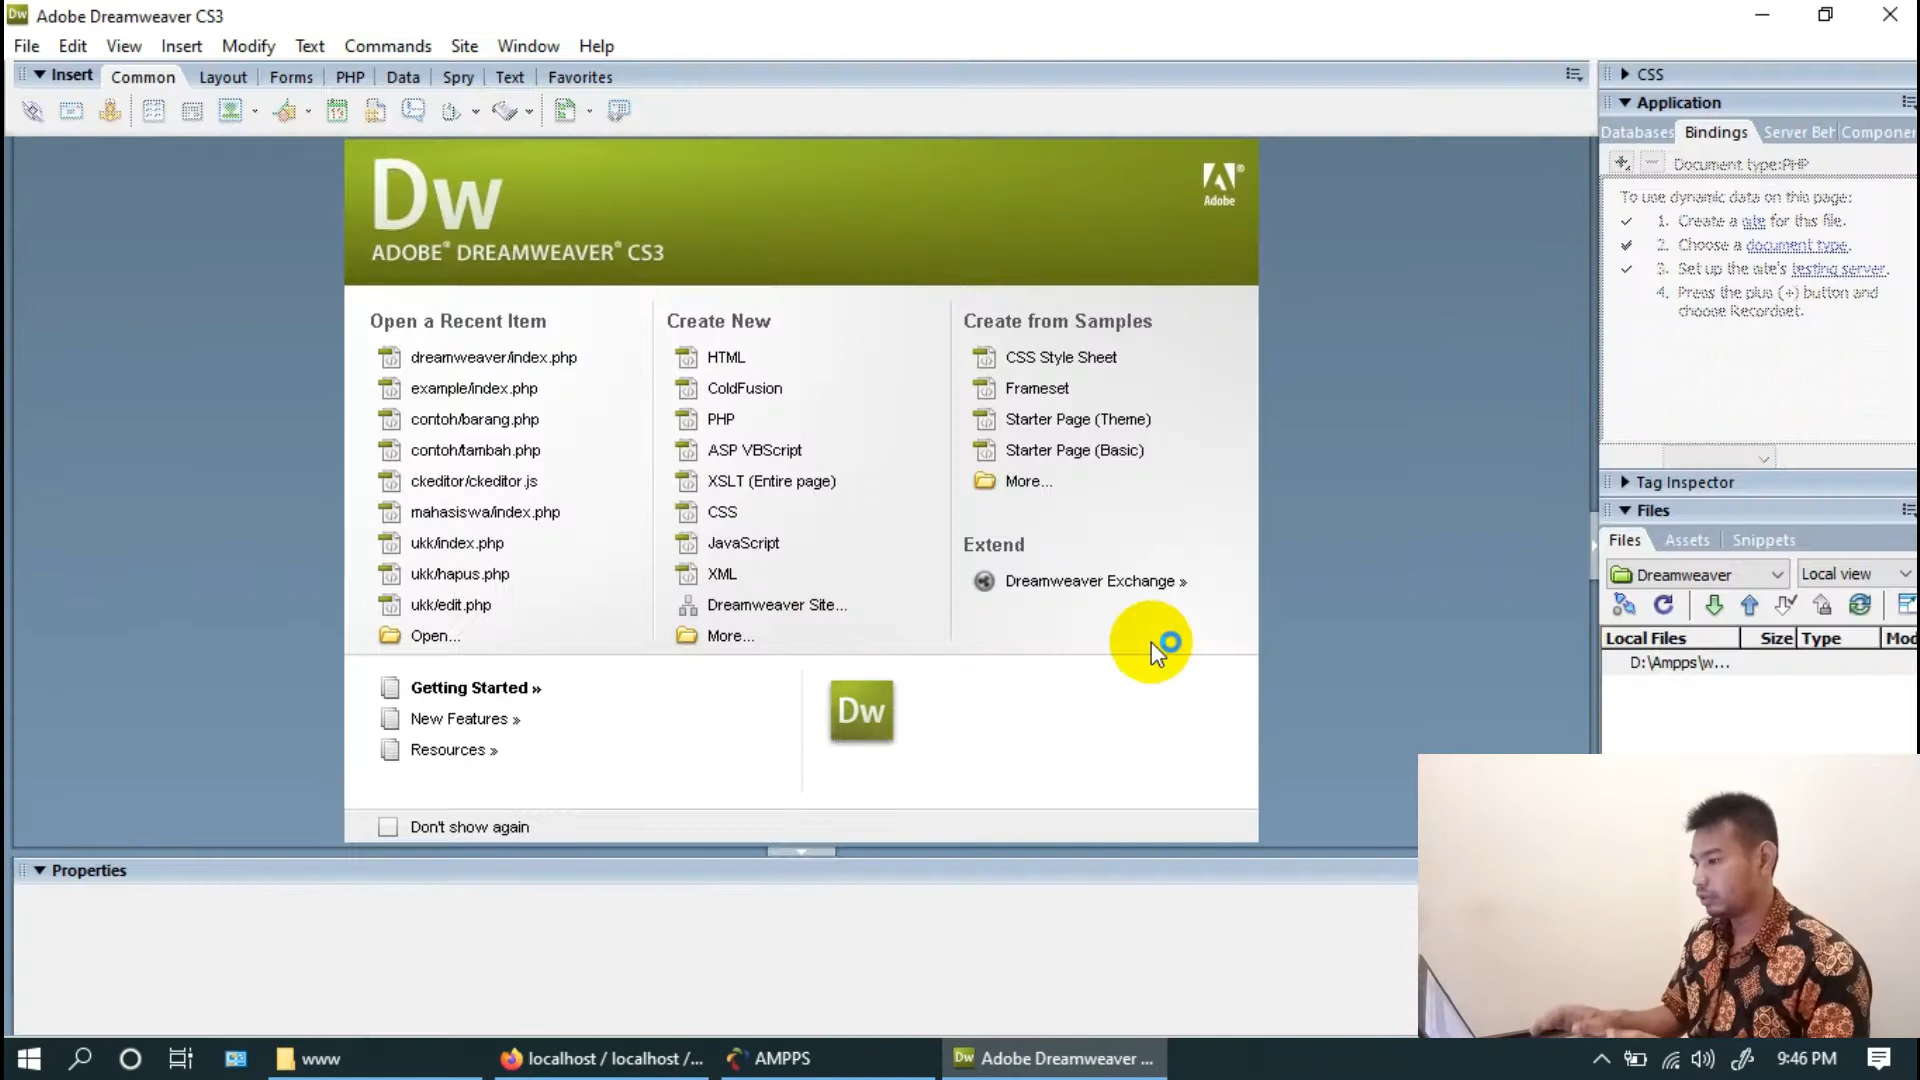 Adobe Dreamweaver CS3
File Edit View Insert Modify Text Commands Site Window Help
Insert Common Layout Forms PHP Data Spry Text Favorites
Dw
ADOBE® DREAMWEAVER® CS3
Adobe
Open a Recent Item
dreamweaver/index.php
example/index.php
contoh/barang.php
contoh/tambah.php
ckeditor/ckeditor.js
mahasiswa/index.php
ukk/index.php
ukk/hapus.php
ukk/edit.php
Open...
Create New
HTML
ColdFusion
PHP
ASP VBScript
XSLT (Entire page)
CSS
JavaScript
XML
Dreamweaver Site...
More...
Create from Samples
CSS Style Sheet
Frameset
Starter Page (Theme)
Starter Page (Basic)
More...
Extend
Dreamweaver Exchange »
Getting Started »
New Features »
Resources »
Dw
Don't show again
Properties
CSS
Application
Databases Bindings Server Beh Componen
Document type:PHP
To use dynamic data on this page:
1. Create a site for this file.
2. Choose a document type.
3. Set up the site's testing server.
4. Press the plus (+) button and
choose Recordset.
Tag Inspector
Files
Files Assets Snippets
Dreamweaver Local view
Local Files Size Type Mod
D:\Ampps\w...
www localhost / localhost /... AMPPS Adobe Dreamweaver ... 9:46 PM